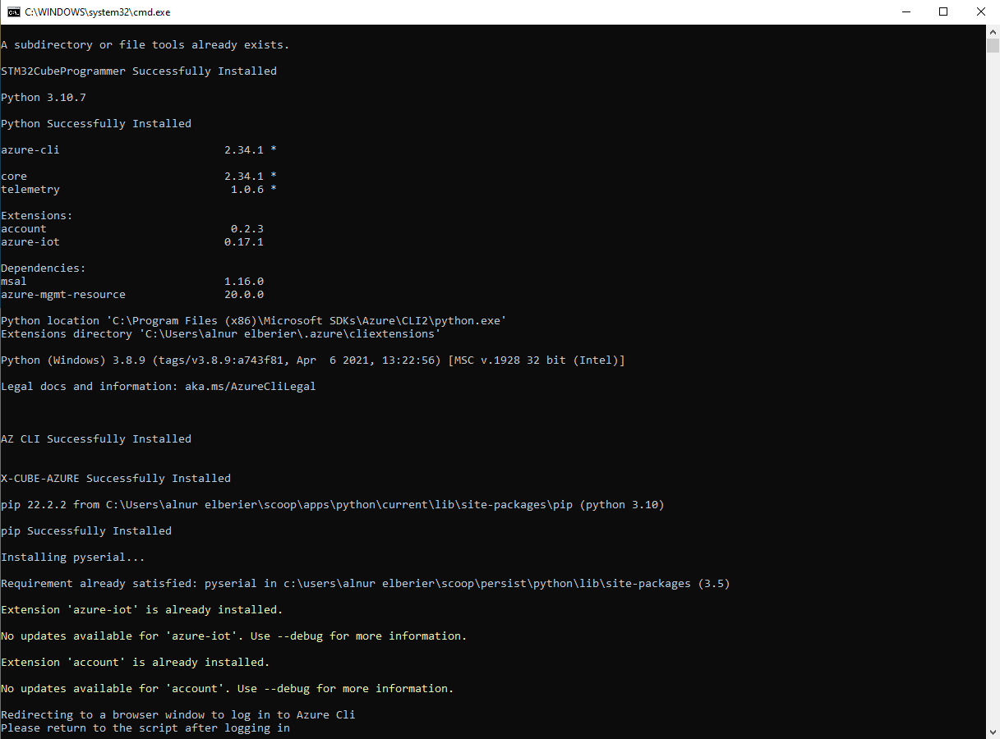 C:\WINDOWS\system32\cmd.exe
A subdirectory or file tools already exists.
STM32CubeProgrammer Successfully Installed
Python 3.10.7
Python Successfully Installed
azure-cli                         2.34.1 *
core                              2.34.1 *
telemetry                          1.0.6 *
Extensions:
account                            0.2.3
azure-iot                         0.17.1
Dependencies:
msal                              1.16.0
azure-mgmt-resource               20.0.0
Python location 'C:\Program Files (x86)\Microsoft SDKs\Azure\CLI2\python.exe'
Extensions directory 'C:\Users\alnur elberier\.azure\cliextensions'
Python (Windows) 3.8.9 (tags/v3.8.9:a743f81, Apr  6 2021, 13:22:56) [MSC v.1928 32 bit (Intel)]
Legal docs and information: aka.ms/AzureCliLegal
AZ CLI Successfully Installed
X-CUBE-AZURE Successfully Installed
pip 22.2.2 from C:\Users\alnur elberier\scoop\apps\python\current\lib\site-packages\pip (python 3.10)
pip Successfully Installed
Installing pyserial...
Requirement already satisfied: pyserial in c:\users\alnur elberier\scoop\persist\python\lib\site-packages (3.5)
Extension 'azure-iot' is already installed.
No updates available for 'azure-iot'. Use --debug for more information.
Extension 'account' is already installed.
No updates available for 'account'. Use --debug for more information.
Redirecting to a browser window to log in to Azure Cli
Please return to the script after logging in